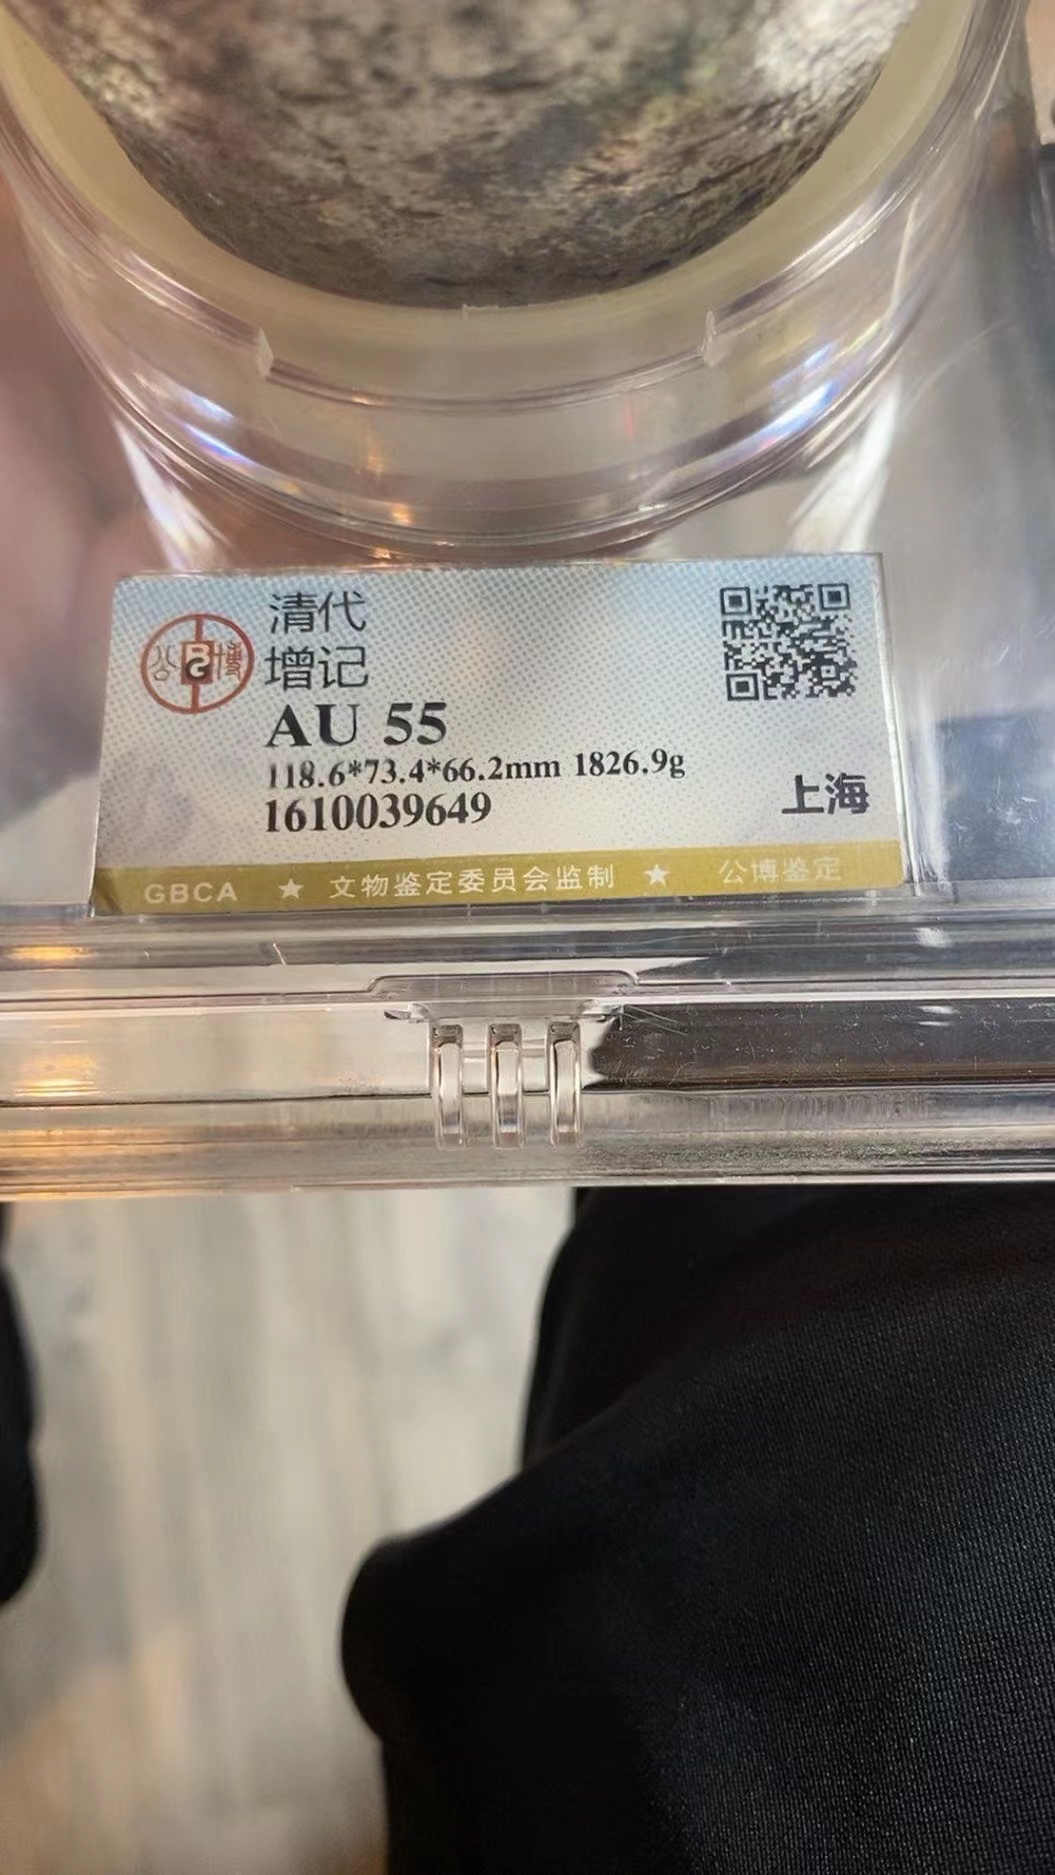 清代
公 BG 博
增记
AU 55
118.6*73.4*66.2mm 1826.9g
1610039649
上海
GBCA ★ 文物鉴定委员会监制 ★ 公博鉴定